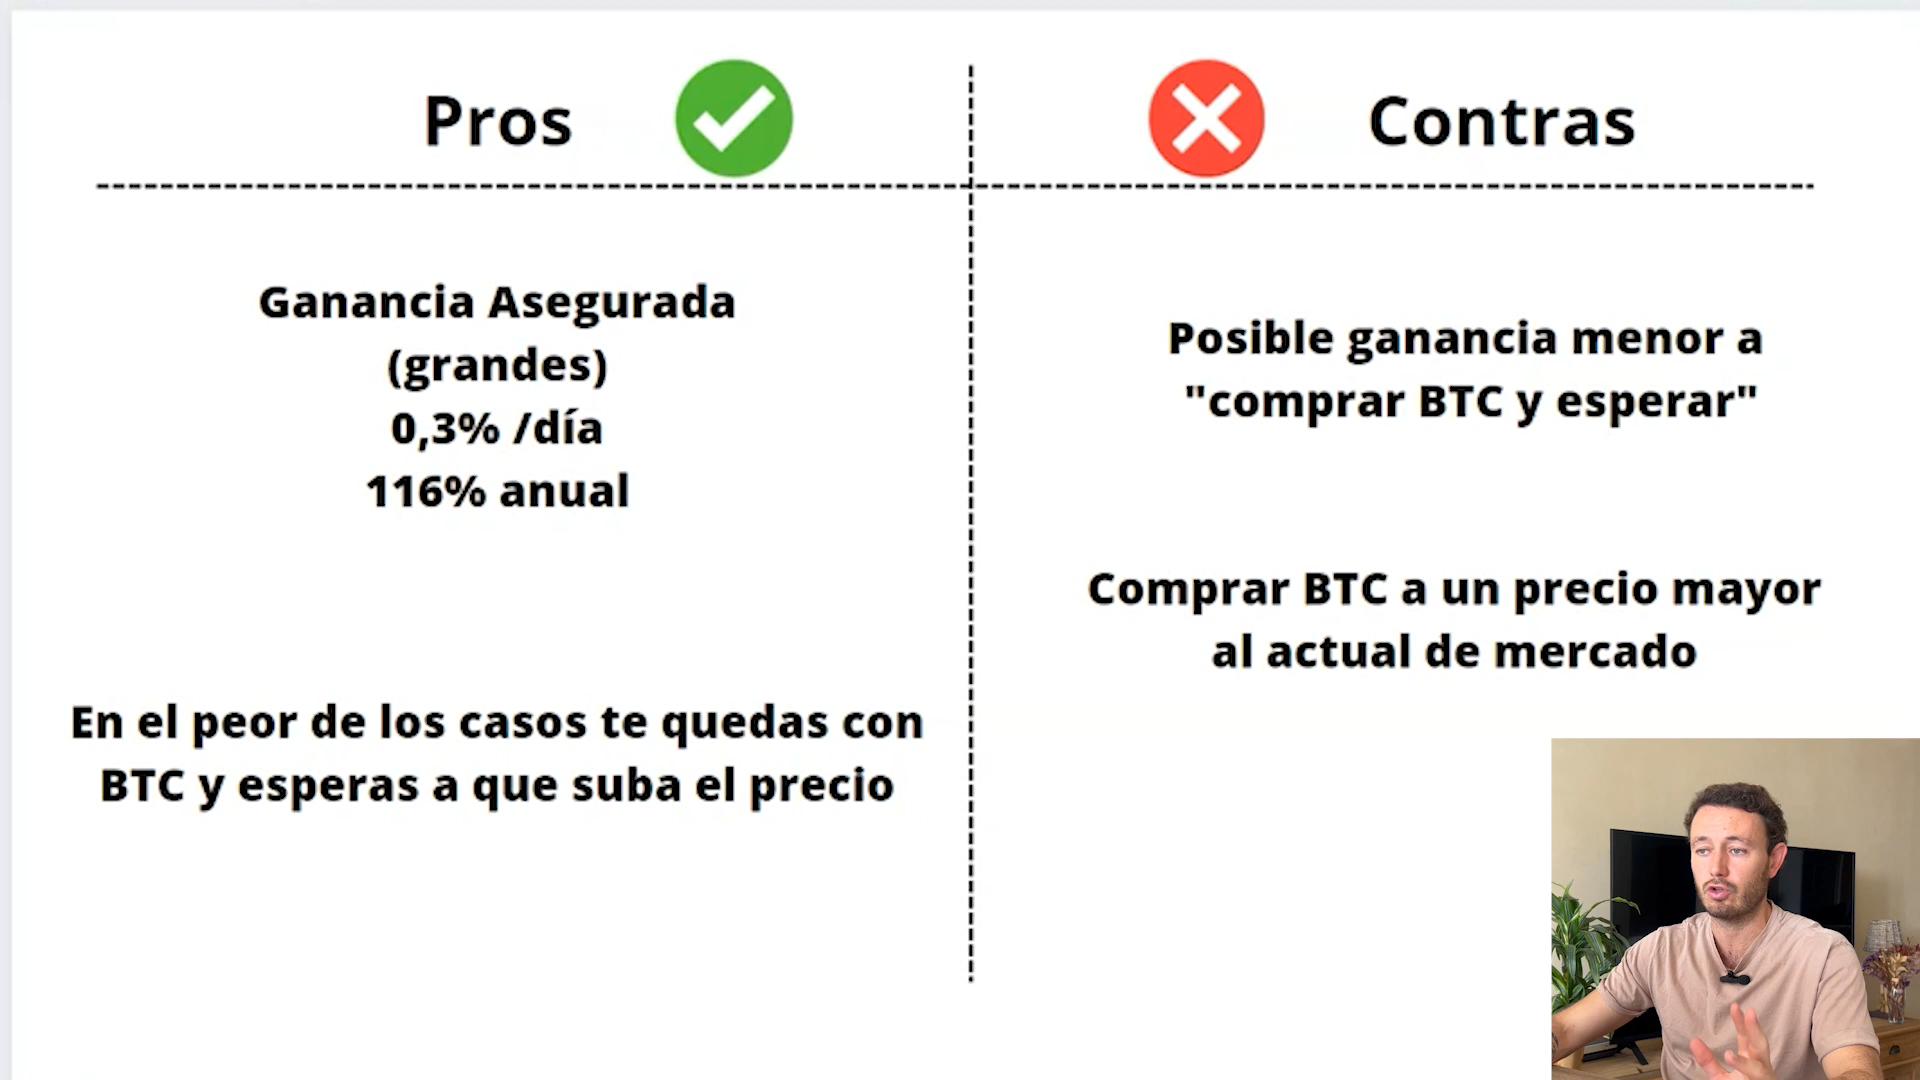 Pros
Contras
Ganancia Asegurada
(grandes)
0,3% /día
116% anual
En el peor de los casos te quedas con
BTC y esperas a que suba el precio
Posible ganancia menor a
"comprar BTC y esperar"
Comprar BTC a un precio mayor
al actual de mercado